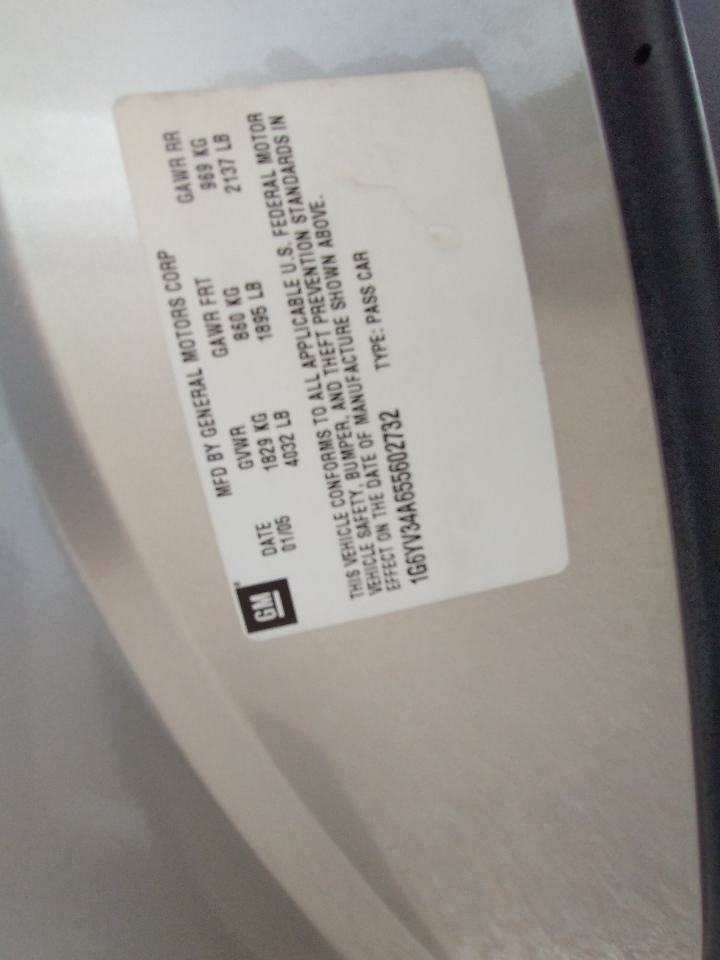 GM
MFD BY GENERAL MOTORS CORP
DATE GVWR GAWR FRT GAWR RR
01/05 1829 KG 860 KG 969 KG
4032 LB 1895 LB 2137 LB
THIS VEHICLE CONFORMS TO ALL APPLICABLE U.S. FEDERAL MOTOR
VEHICLE SAFETY, BUMPER, AND THEFT PREVENTION STANDARDS IN
EFFECT ON THE DATE OF MANUFACTURE SHOWN ABOVE.
1G6YV34A655602732 TYPE: PASS CAR